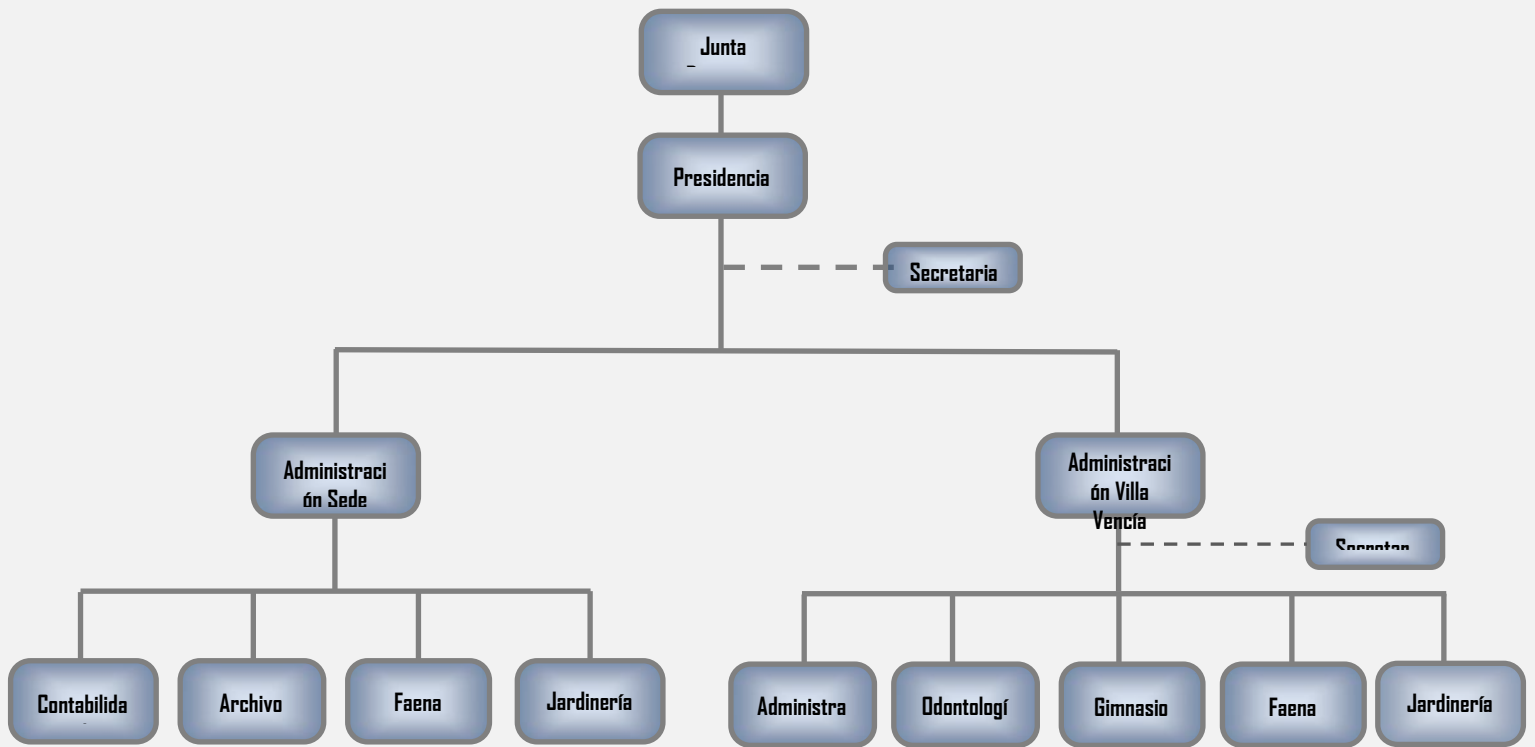 Junta
Presidencia
Secretaria
Administraci
ón Sede
Administraci
ón Villa
Vencía
Contabilida
Archivo
Faena
Jardinería
Administra
Odontologí
Gimnasio
Faena
Jardinería